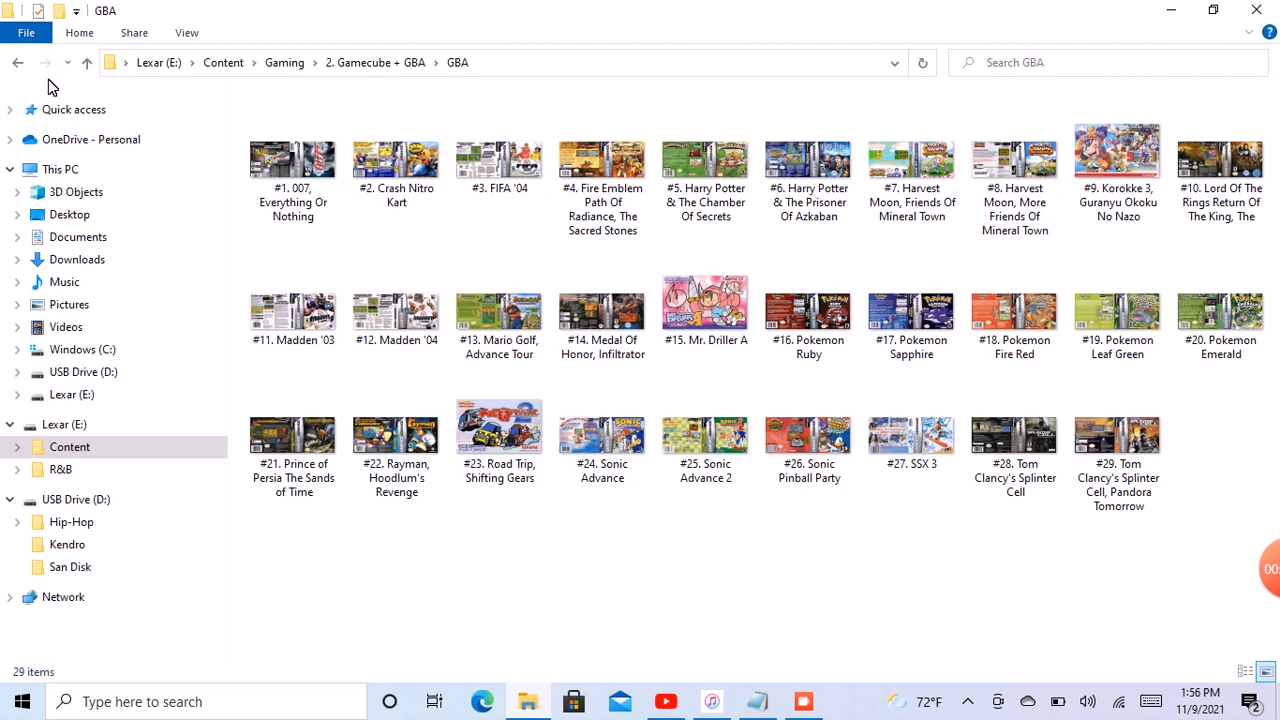 GBA
File Home Share View
Lexar (E:) Content Gaming 2. Gamecube + GBA GBA
Search GBA
Quick access
OneDrive - Personal
This PC
3D Objects
Desktop
Documents
Downloads
Music
Pictures
Videos
Windows (C:)
USB Drive (D:)
Lexar (E:)
Lexar (E:)
Content
R&B
USB Drive (D:)
Hip-Hop
Kendro
San Disk
Network
#1. 007,
Everything Or
Nothing
#2. Crash Nitro
Kart
#3. FIFA '04
#4. Fire Emblem
Path Of
Radiance, The
Sacred Stones
#5. Harry Potter
& The Chamber
Of Secrets
#6. Harry Potter
& The Prisoner
Of Azkaban
#7. Harvest
Moon, Friends Of
Mineral Town
#8. Harvest
Moon, More
Friends Of
Mineral Town
#9. Korokke 3,
Guranyu Okoku
No Nazo
#10. Lord Of The
Rings Return Of
The King, The
#11. Madden '03
#12. Madden '04
#13. Mario Golf,
Advance Tour
#14. Medal Of
Honor, Infiltrator
#15. Mr. Driller A
#16. Pokemon
Ruby
#17. Pokemon
Sapphire
#18. Pokemon
Fire Red
#19. Pokemon
Leaf Green
#20. Pokemon
Emerald
#21. Prince of
Persia The Sands
of Time
#22. Rayman,
Hoodlum's
Revenge
#23. Road Trip,
Shifting Gears
#24. Sonic
Advance
#25. Sonic
Advance 2
#26. Sonic
Pinball Party
#27. SSX 3
#28. Tom
Clancy's Splinter
Cell
#29. Tom
Clancy's Splinter
Cell, Pandora
Tomorrow
00:
29 items
Type here to search
72°F
1:56 PM
11/9/2021
2